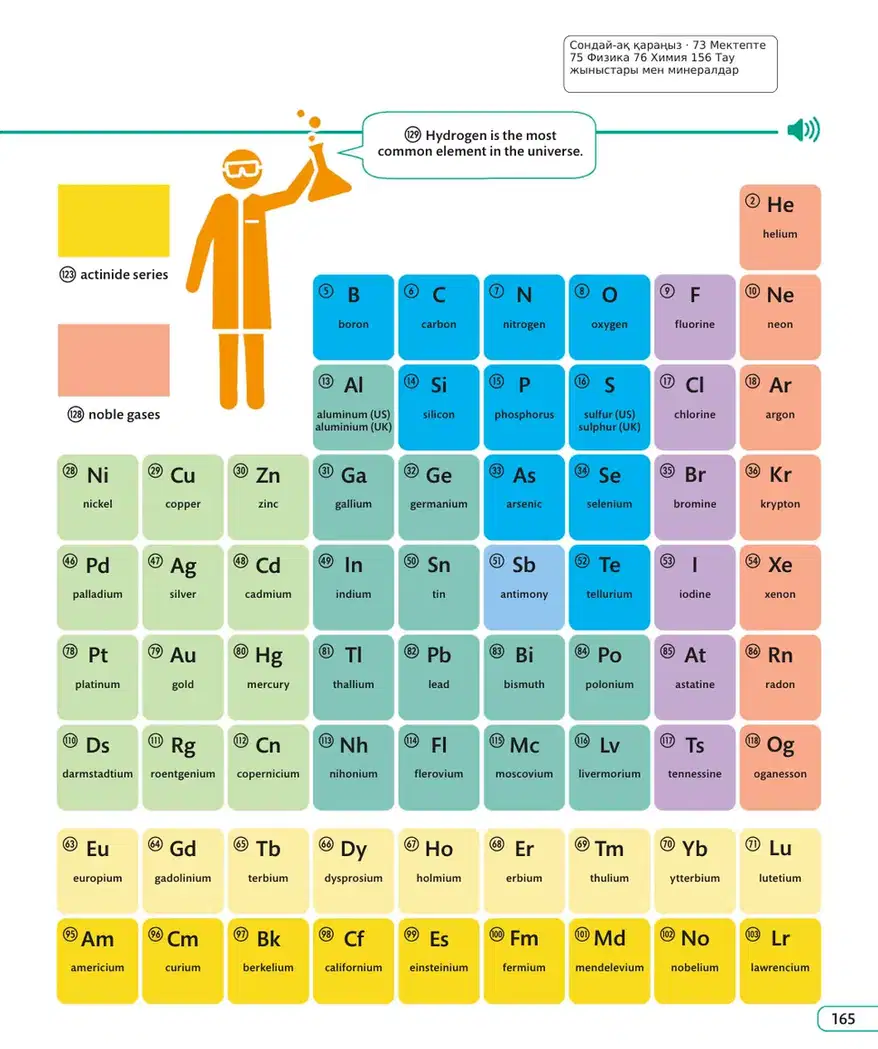 Сондай-ақ қараңыз · 73 Мектепте
75 Физика 76 Химия 156 Тау
жыныстары мен минералдар
129 Hydrogen is the most
common element in the universe.
123 actinide series
128 noble gases
2 He
helium
5 B
boron
6 C
carbon
7 N
nitrogen
8 O
oxygen
9 F
fluorine
10 Ne
neon
13 Al
aluminum (US)
aluminium (UK)
14 Si
silicon
15 P
phosphorus
16 S
sulfur (US)
sulphur (UK)
17 Cl
chlorine
18 Ar
argon
28 Ni
nickel
29 Cu
copper
30 Zn
zinc
31 Ga
gallium
32 Ge
germanium
33 As
arsenic
34 Se
selenium
35 Br
bromine
36 Kr
krypton
46 Pd
palladium
47 Ag
silver
48 Cd
cadmium
49 In
indium
50 Sn
tin
51 Sb
antimony
52 Te
tellurium
53 I
iodine
54 Xe
xenon
78 Pt
platinum
79 Au
gold
80 Hg
mercury
81 Tl
thallium
82 Pb
lead
83 Bi
bismuth
84 Po
polonium
85 At
astatine
86 Rn
radon
110 Ds
darmstadtium
111 Rg
roentgenium
112 Cn
copernicium
113 Nh
nihonium
114 Fl
flerovium
115 Mc
moscovium
116 Lv
livermorium
117 Ts
tennessine
118 Og
oganesson
63 Eu
europium
64 Gd
gadolinium
65 Tb
terbium
66 Dy
dysprosium
67 Ho
holmium
68 Er
erbium
69 Tm
thulium
70 Yb
ytterbium
71 Lu
lutetium
95 Am
americium
96 Cm
curium
97 Bk
berkelium
98 Cf
californium
99 Es
einsteinium
100 Fm
fermium
101 Md
mendelevium
102 No
nobelium
103 Lr
lawrencium
165